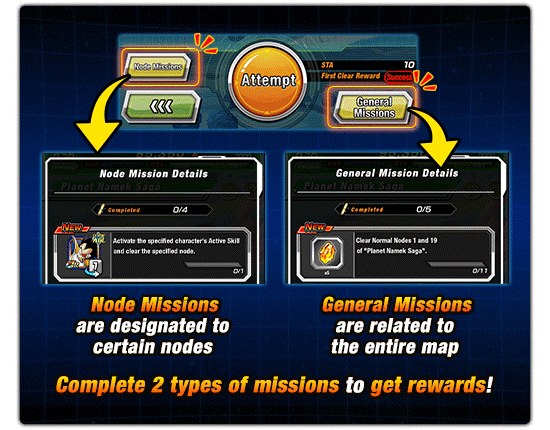 Node Missions
Attempt
STA 10
First Clear Reward Success
General
Missions
Node Mission Details
Planet Namek Saga
Completed 0/4
NEW
Activate the specified character's Active Skill
and clear the specified node.
0/1
General Mission Details
Planet Namek Saga
Completed 0/5
NEW
Clear Normal Nodes 1 and 19
of "Planet Namek Saga".
x5
0/11
Node Missions
are designated to
certain nodes
General Missions
are related to
the entire map
Complete 2 types of missions to get rewards!